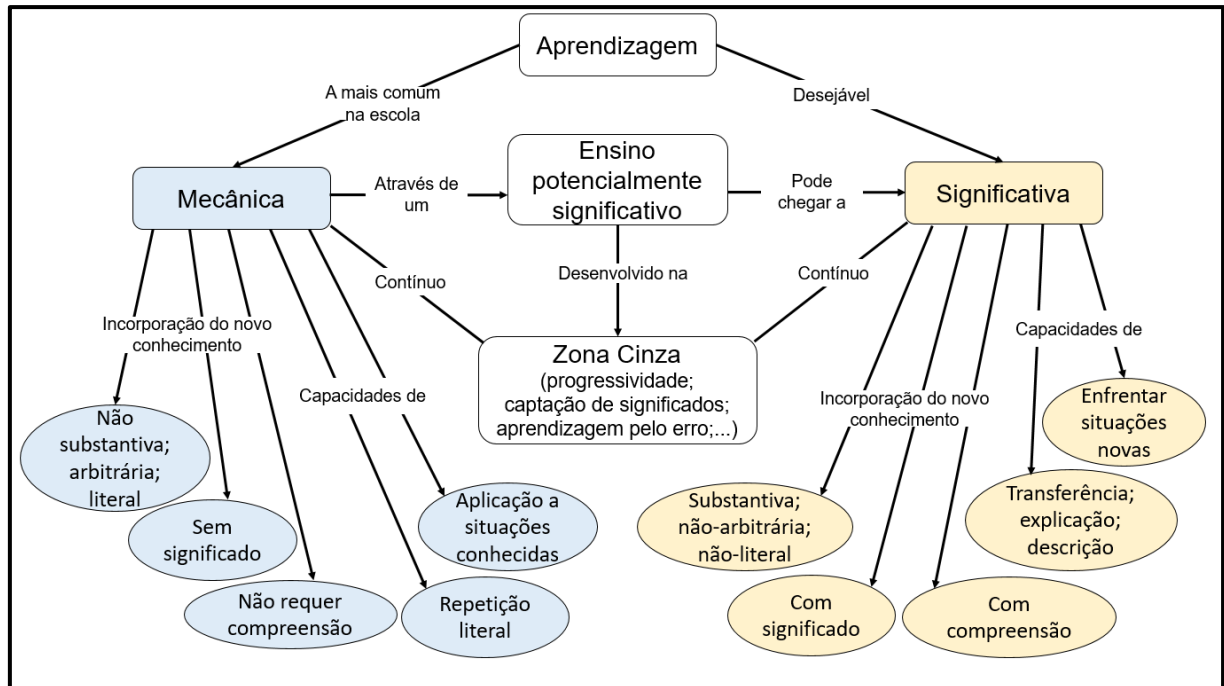 Aprendizagem
A mais comum
na escola
Desejável
Mecânica
Através de
um
Ensino
potencialmente
significativo
Pode
chegar a
Significativa
Contínuo
Desenvolvido na
Contínuo
Incorporação do novo
conhecimento
Capacidades de
Zona Cinza
(progressividade;
captação de significados;
aprendizagem pelo erro;...)
Incorporação do novo
conhecimento
Capacidades de
Não
substantiva;
arbitrária;
literal
Sem
significado
Não requer
compreensão
Repetição
literal
Aplicação a
situações
conhecidas
Substantiva;
não-arbitrária;
não-literal
Com
significado
Com
compreensão
Transferência;
explicação;
descrição
Enfrentar
situações
novas